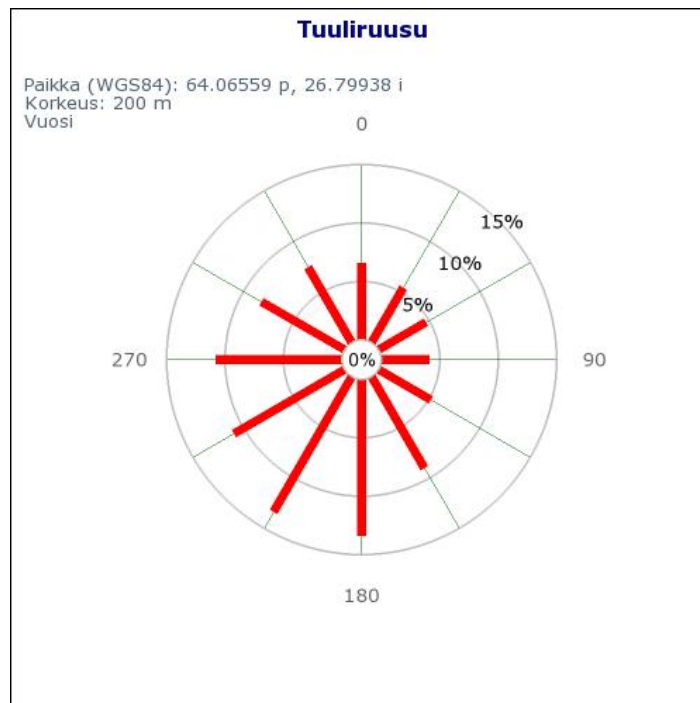 Tuuliruusu
Paikka (WGS84): 64.06559 p, 26.79938 i
Korkeus: 200 m
Vuosi
0
15%
10%
5%
270
0%
90
180